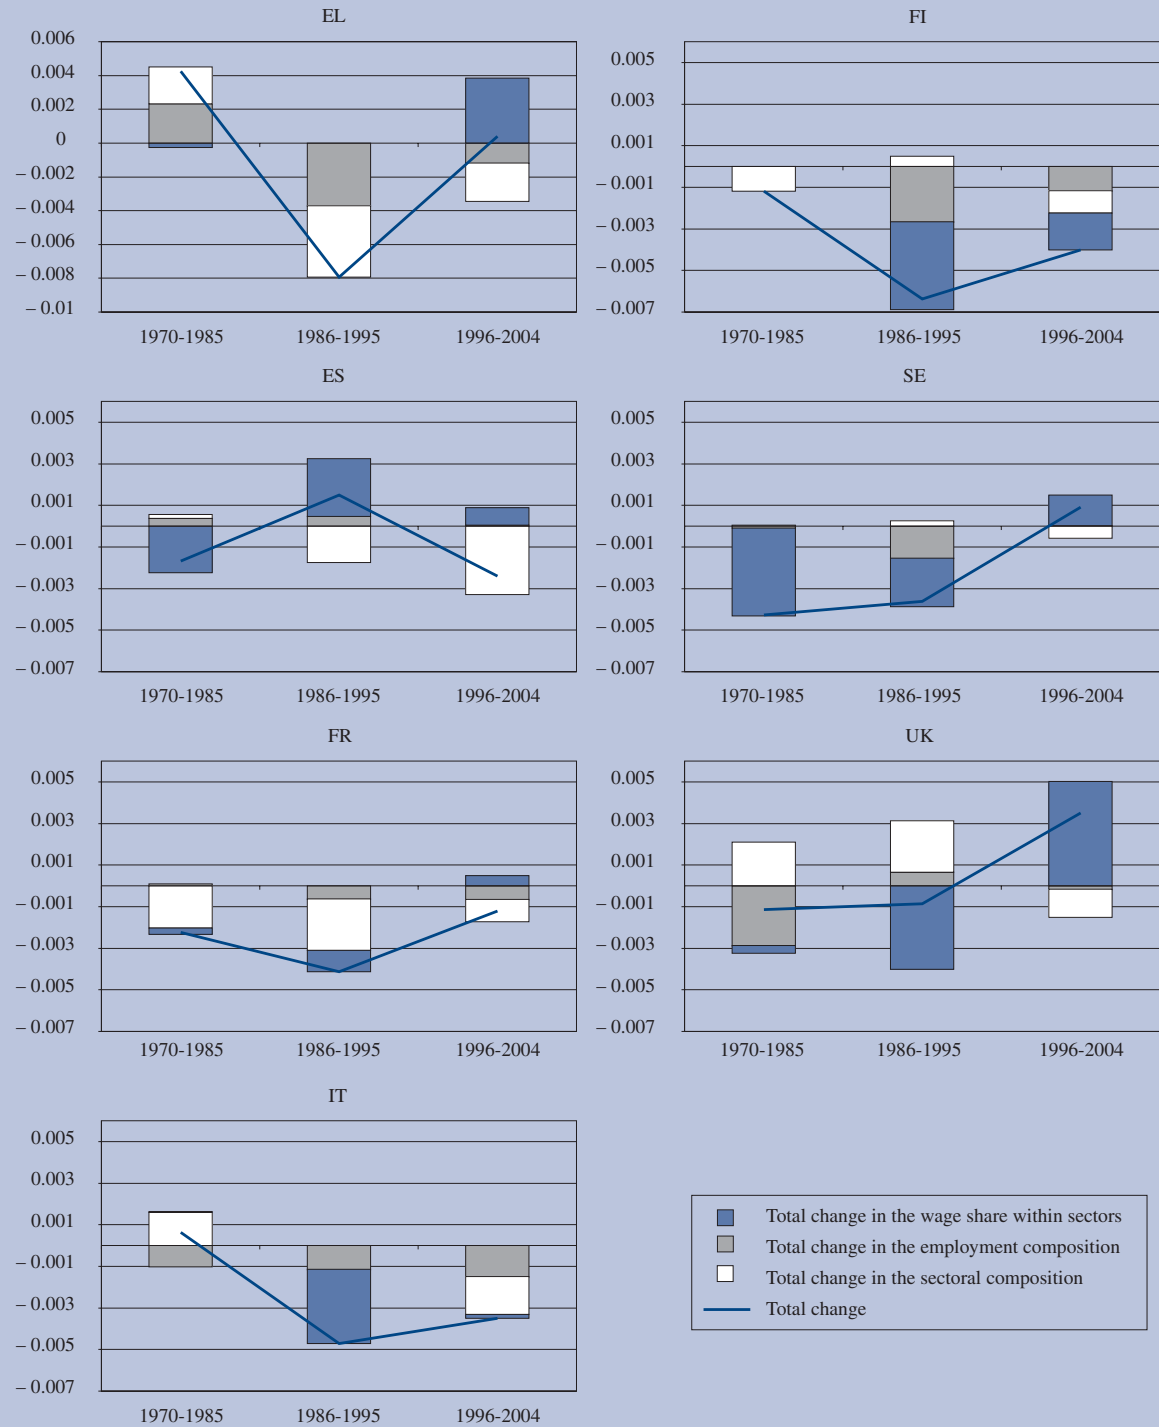 EL
0.006
0.004
0.002
0
– 0.002
– 0.004
– 0.006
– 0.008
– 0.01
1970-1985 1986-1995 1996-2004
FI
0.005
0.003
0.001
– 0.001
– 0.003
– 0.005
– 0.007
1970-1985 1986-1995 1996-2004
ES
0.005
0.003
0.001
– 0.001
– 0.003
– 0.005
– 0.007
1970-1985 1986-1995 1996-2004
SE
0.005
0.003
0.001
– 0.001
– 0.003
– 0.005
– 0.007
1970-1985 1986-1995 1996-2004
FR
0.005
0.003
0.001
– 0.001
– 0.003
– 0.005
– 0.007
1970-1985 1986-1995 1996-2004
UK
0.005
0.003
0.001
– 0.001
– 0.003
– 0.005
– 0.007
1970-1985 1986-1995 1996-2004
IT
0.005
0.003
0.001
– 0.001
– 0.003
– 0.005
– 0.007
1970-1985 1986-1995 1996-2004
Total change in the wage share within sectors
Total change in the employment composition
Total change in the sectoral composition
Total change